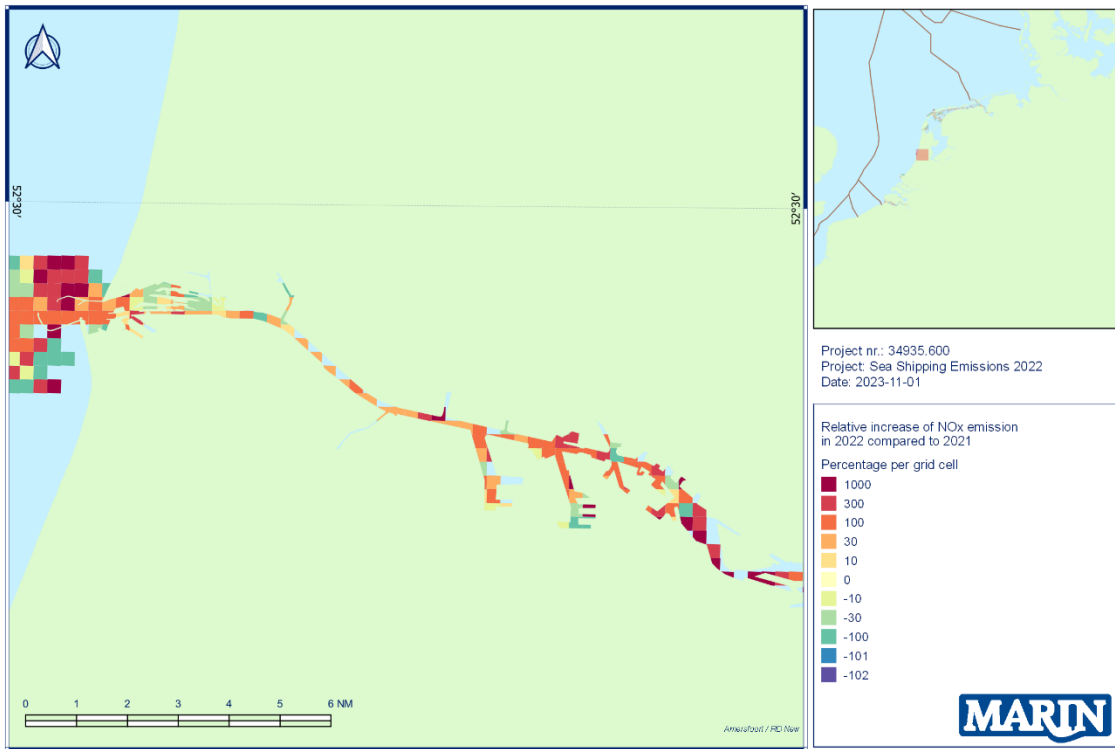 52°30'
52°30'
0 1 2 3 4 5 6 NM
Amersfoort / RD New
Project nr.: 34935.600
Project: Sea Shipping Emissions 2022
Date: 2023-11-01
Relative increase of NOx emission
in 2022 compared to 2021
Percentage per grid cell
1000
300
100
30
10
0
-10
-30
-100
-101
-102
MARIN